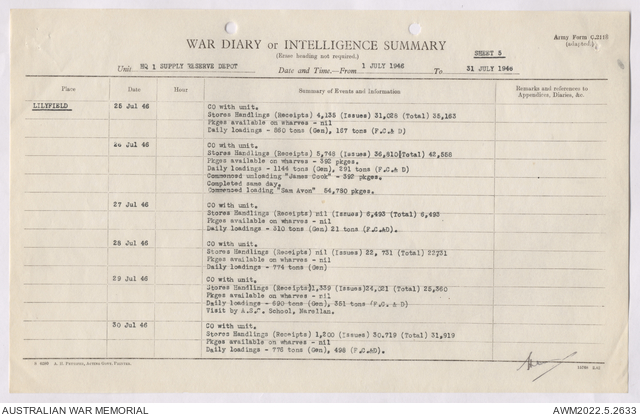 Army Form C.2118
(adapted.)
WAR DIARY or INTELLIGENCE SUMMARY
(Erase heading not required.)
SHEET 5
Unit HQ 1 SUPPLY RESERVE DEPOT Date and Time.—From 1 JULY 1946 To 31 JULY 1946
Place Date Hour Summary of Events and Information Remarks and references to Appendices, Diaries, &c.
LILYFIELD 25 Jul 46 CO with unit.
Stores Handlings (Receipts) 4,135 (Issues) 31,028 (Total) 35,163
Pkges available on wharves - nil
Daily loadings - 860 tons (Gen), 167 tons (F.C.& D)
26 Jul 46 CO with unit.
Stores Handlings (Receipts) 5,748 (Issues) 36,810 (Total) 42,558
Pkges available on wharves - 392 pkges.
Daily loadings - 1144 tons (Gen), 291 tons (F.C.& D)
Commenced unloading "James Cook" - 392 pkges.
Completed same day.
Commenced loading "Sam Avon" 54,790 pkges.
27 Jul 46 CO with unit.
Stores Handlings (Receipts) nil (Issues) 6,493 (Total) 6,493
Pkges available on wharves - nil
Daily loadings - 310 tons (Gen) 21 tons (F.C.&D).
28 Jul 46 CO with unit.
Stores Handlings (Receipts) nil (Issues) 22, 731 (Total) 22731
Pkges available on wharves - nil
Daily loadings - 774 tons (Gen)
29 Jul 46 CO with unit.
Stores Handlings (Receipts) 1,339 (Issues) 24,021 (Total) 25,360
Pkges available on wharves - nil
Daily loadings - 690 tons (Gen), 351 tons (F.C. & D)
Visit by A.S.C. School, Narellan.
30 Jul 46 CO with unit.
Stores Handlings (Receipts) 1,200 (Issues) 30,719 (Total) 31,919
Pkges available on wharves - nil
Daily loadings - 776 tons (Gen), 498 (F.C.&D).
AUSTRALIAN WAR MEMORIAL
AWM2022.5.2633